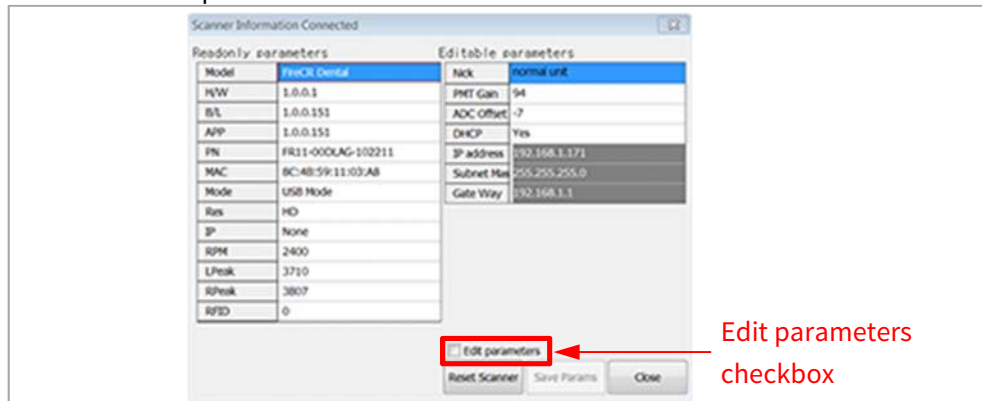 Scanner Information Connected
Readonly parameters
Model FireCR Dental
H/W 1.0.0.1
B/L 1.0.0.151
APP 1.0.0.151
PN FR11-00DLAG-102211
MAC 8C:4B:59:11:03:A8
Mode USB Mode
Res HD
IP None
RPM 2400
LPeak 3710
RPeak 3807
RFID 0
Editable parameters
Nick normal unit
PMT Gain 94
ADC Offset -7
DHCP Yes
IP address 192.168.1.171
Subnet Mas 255.255.255.0
Gate Way 192.168.1.1
Edit parameters
Reset Scanner Save Params Close
Edit parameters
checkbox